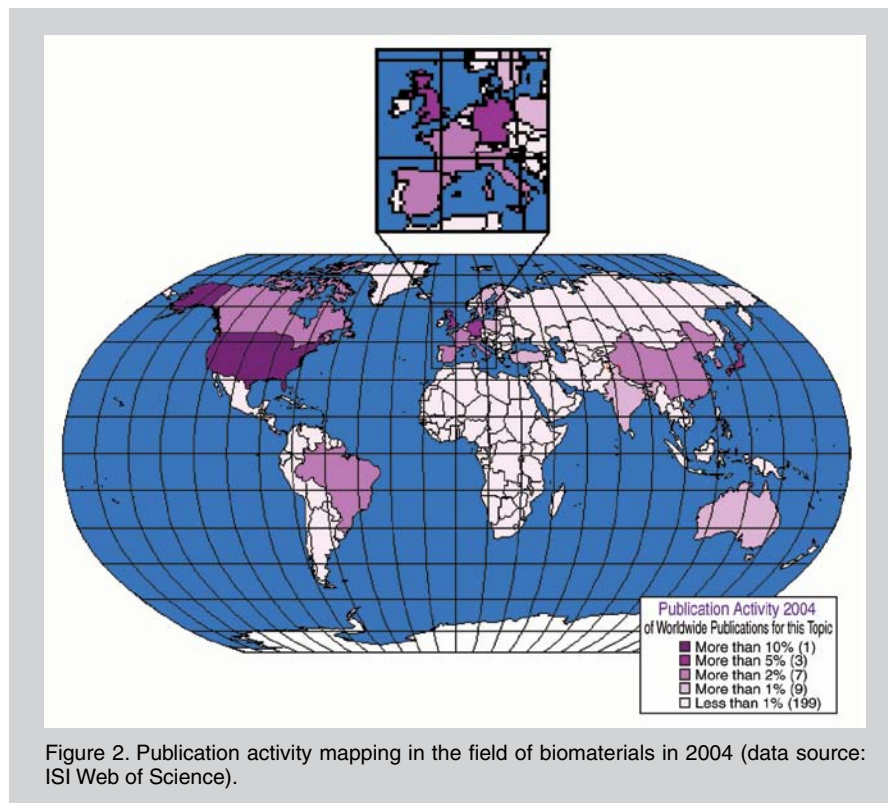 Publication Activity 2004
of Worldwide Publications for this Topic
More than 10% (1)
More than 5% (3)
More than 2% (7)
More than 1% (9)
Less than 1% (199)
Figure 2. Publication activity mapping in the field of biomaterials in 2004 (data source:
ISI Web of Science).